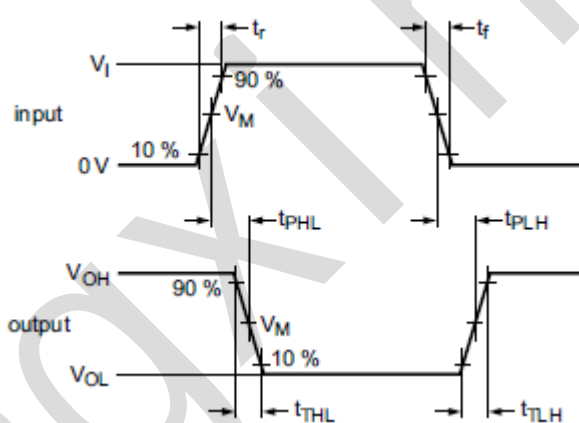 tr tf
VI
90 %
input
VM
10 %
0 V
tPHL tPLH
VOH
90 %
output
VM
10 %
VOL
tTHL tTLH